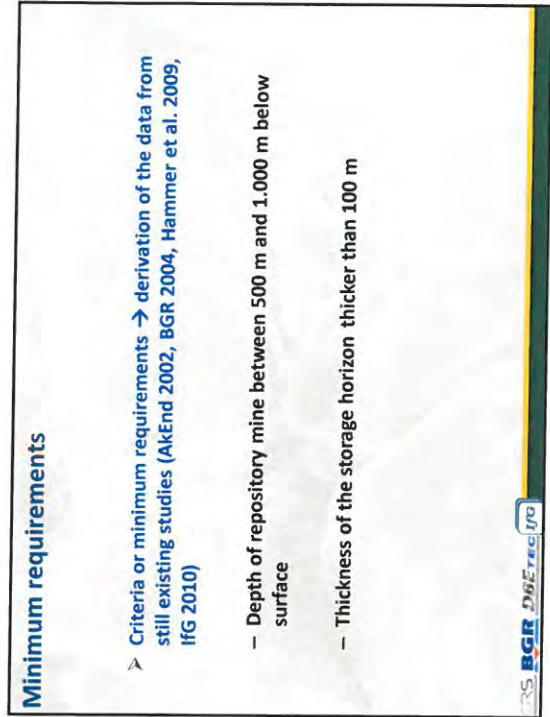 Minimum requirements
➢ Criteria or minimum requirements → derivation of the data from
still existing studies (AkEnd 2002, BGR 2004, Hammer et al. 2009,
IfG 2010)
– Depth of repository mine between 500 m and 1.000 m below
surface
– Thickness of the storage horizon thicker than 100 m
RS BGR DBETEC IfG